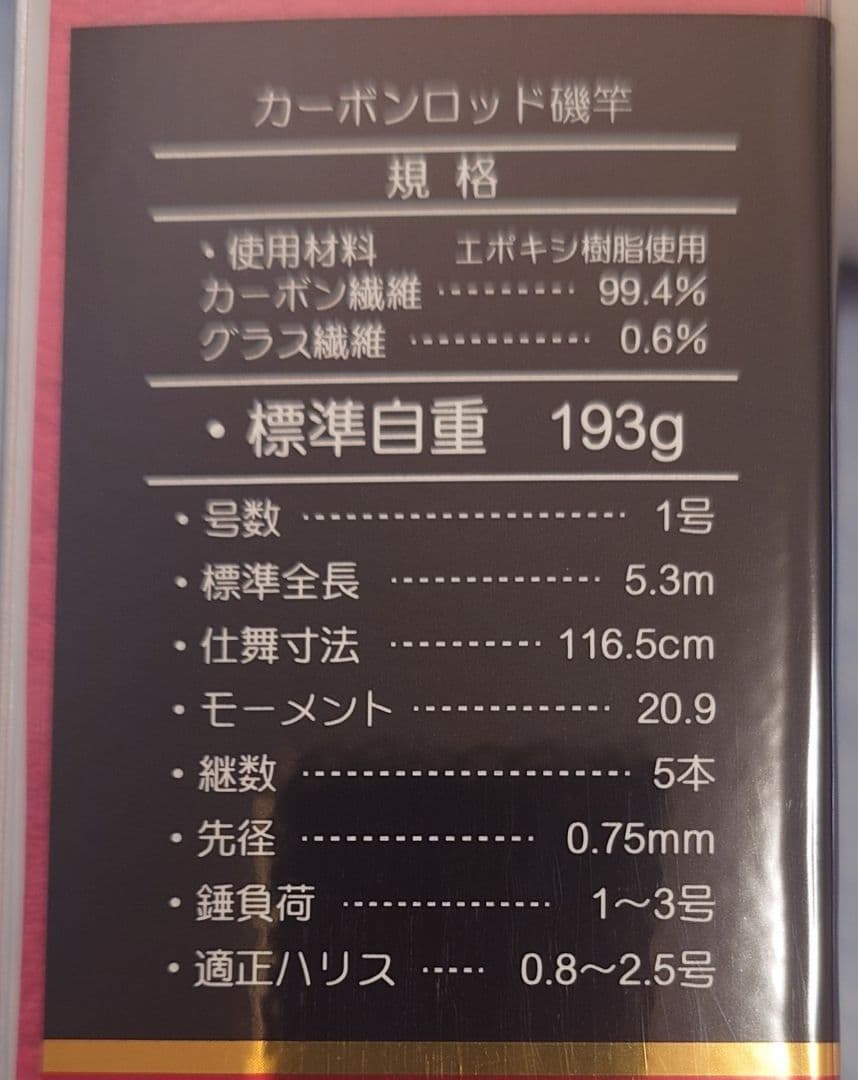 カーボンロッド磯竿
規 格
・使用材料 エポキシ樹脂使用
カーボン繊維 ………… 99.4%
グラス繊維 ………… 0.6%
・標準自重 193g
・号数 ………… 1号
・標準全長 ………… 5.3m
・仕舞寸法 ………… 116.5cm
・モーメント ………… 20.9
・継数 ………… 5本
・先径 ………… 0.75mm
・錘負荷 ………… 1〜3号
・適正ハリス …… 0.8〜2.5号